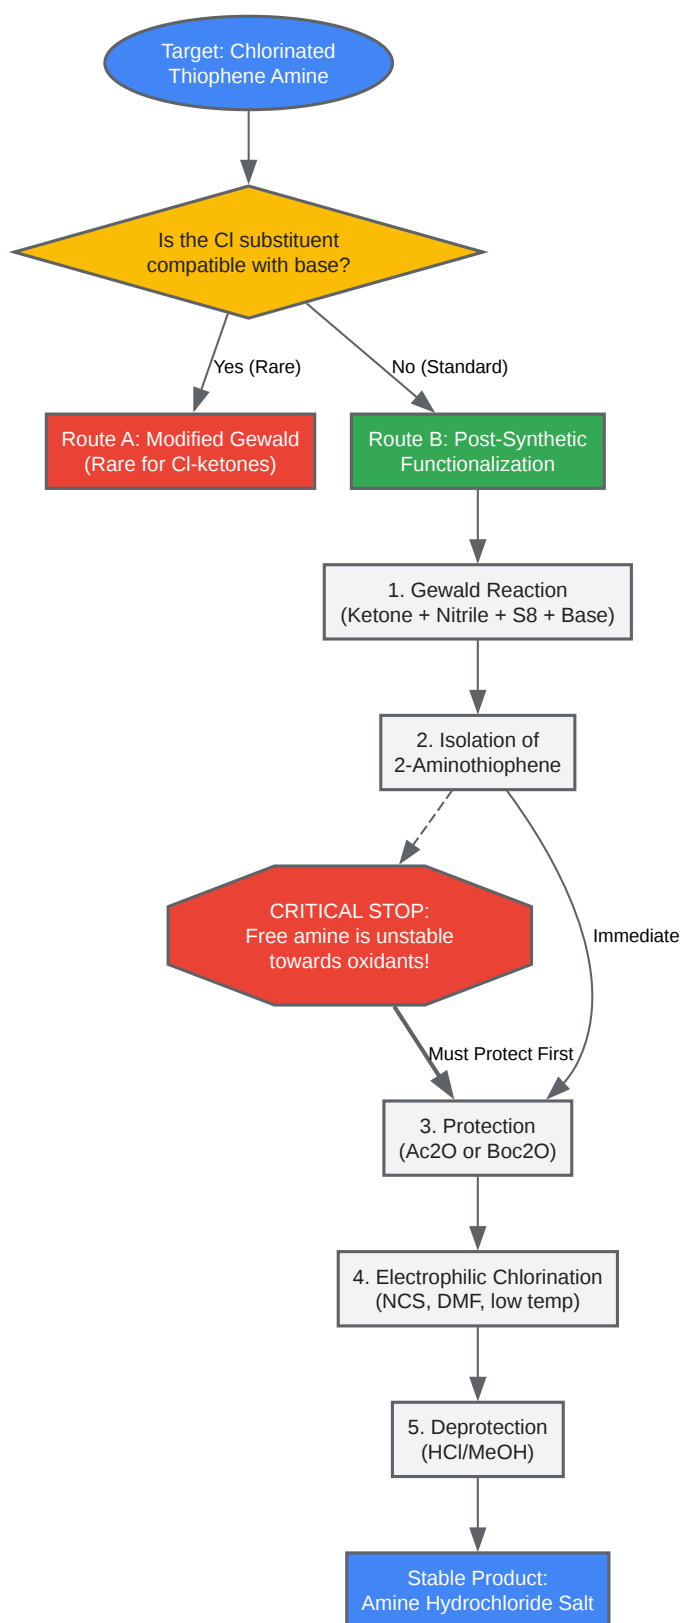 Target: Chlorinated
Thiophene Amine
Is the Cl substituent
compatible with base?
Yes (Rare)
No (Standard)
Route A: Modified Gewald
(Rare for Cl-ketones)
Route B: Post-Synthetic
Functionalization
1. Gewald Reaction
(Ketone + Nitrile + S8 + Base)
2. Isolation of
2-Aminothiophene
CRITICAL STOP:
Free amine is unstable
towards oxidants!
Immediate
Must Protect First
3. Protection
(Ac2O or Boc2O)
4. Electrophilic Chlorination
(NCS, DMF, low temp)
5. Deprotection
(HCl/MeOH)
Stable Product:
Amine Hydrochloride Salt